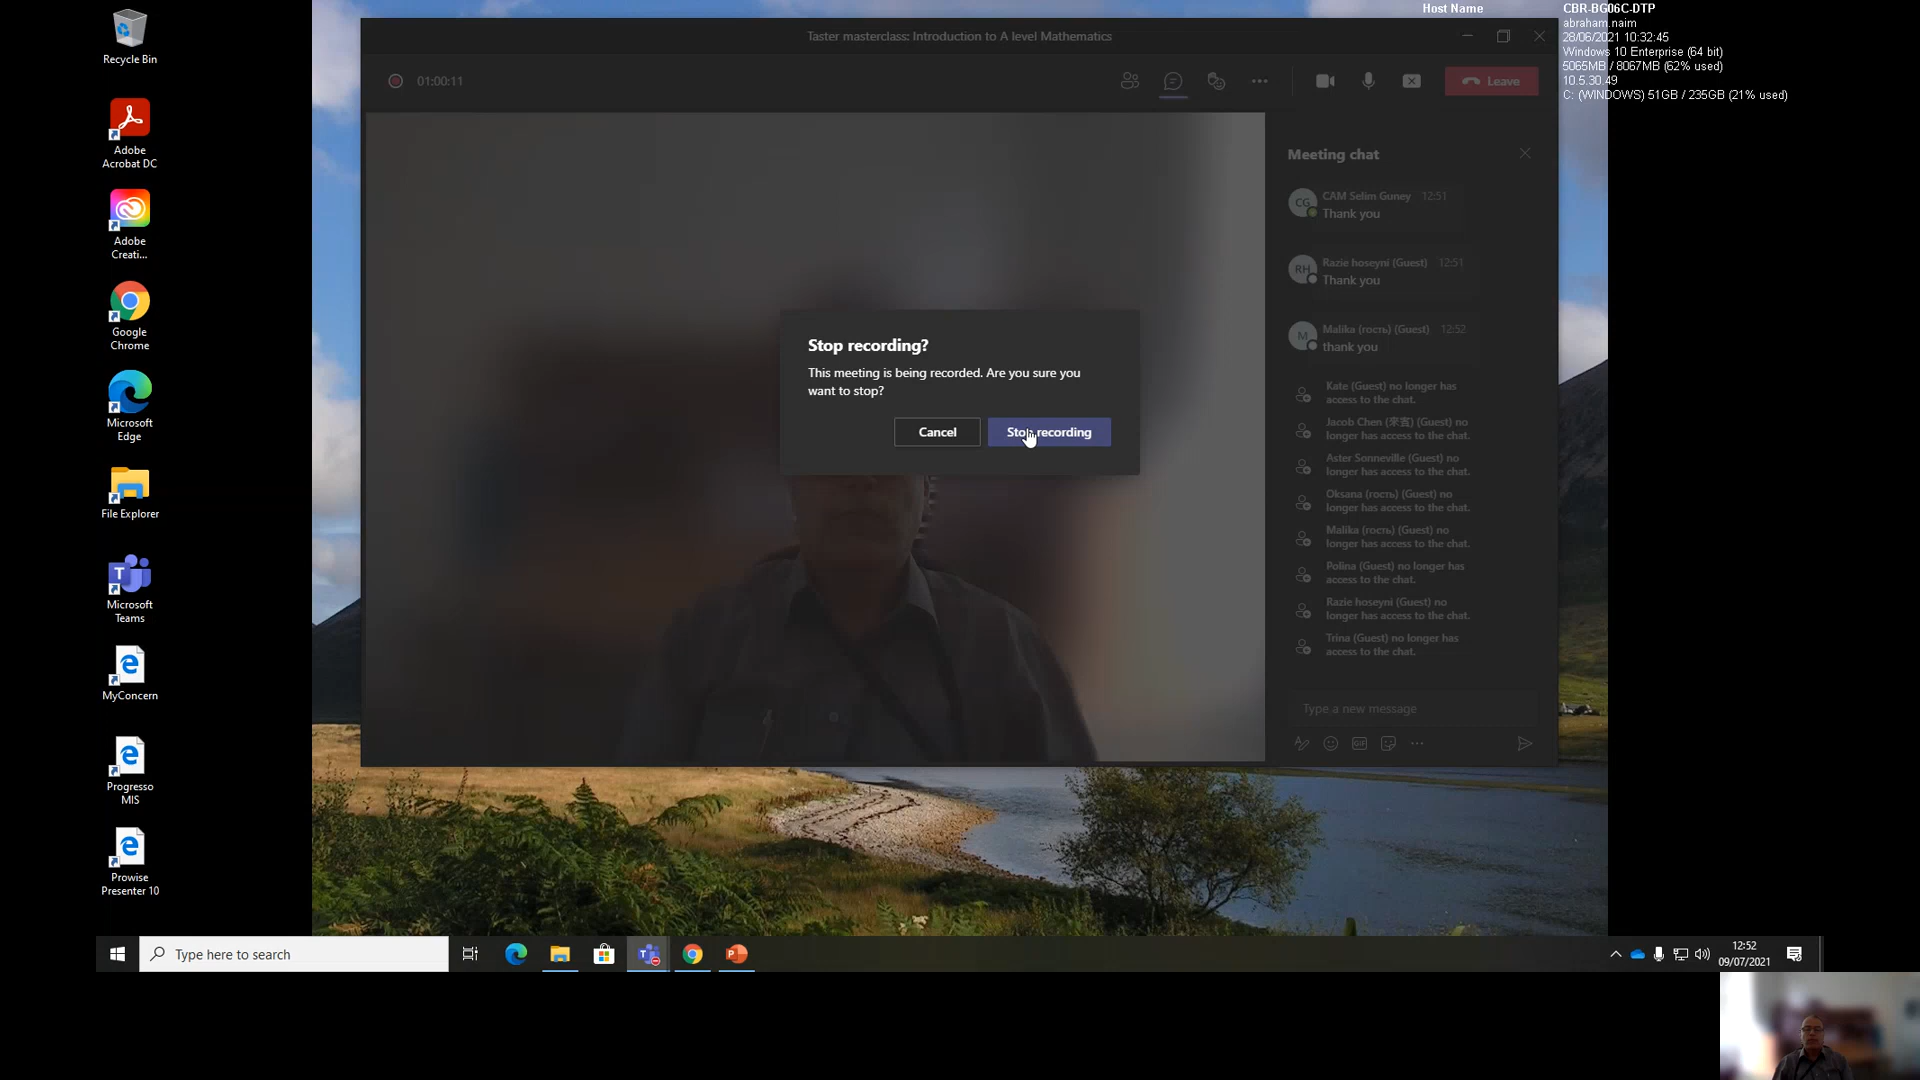 Recycle Bin
Adobe
Acrobat DC
Adobe
Creati...
Google
Chrome
Microsoft
Edge
File Explorer
Microsoft
Teams
MyConcern
Progresso
MIS
Prowise
Presenter 10
Host Name
CBR-BG06C-DTP
abraham.naim
28/06/2021 10:32:45
Windows 10 Enterprise (64 bit)
5065MB / 8067MB (62% used)
10.5.30.49
C: (WINDOWS) 51GB / 235GB (21% used)
Taster masterclass: Introduction to A level Mathematics
01:00:11
Leave
Stop recording?
This meeting is being recorded. Are you sure you
want to stop?
Cancel
Stop recording
Meeting chat
CG
CAM Selim Guney 12:51
Thank you
RH
Razie hoseyni (Guest) 12:51
Thank you
M
Malika (гость) (Guest) 12:52
thank you
Kate (Guest) no longer has
access to the chat.
Jacob Chen (來賓) (Guest) no
longer has access to the chat.
Aster Sonneville (Guest) no
longer has access to the chat.
Oksana (гость) (Guest) no
longer has access to the chat.
Malika (гость) (Guest) no
longer has access to the chat.
Polina (Guest) no longer has
access to the chat.
Razie hoseyni (Guest) no
longer has access to the chat.
Trina (Guest) no longer has
access to the chat.
Type a new message
GIF
Type here to search
12:52
09/07/2021